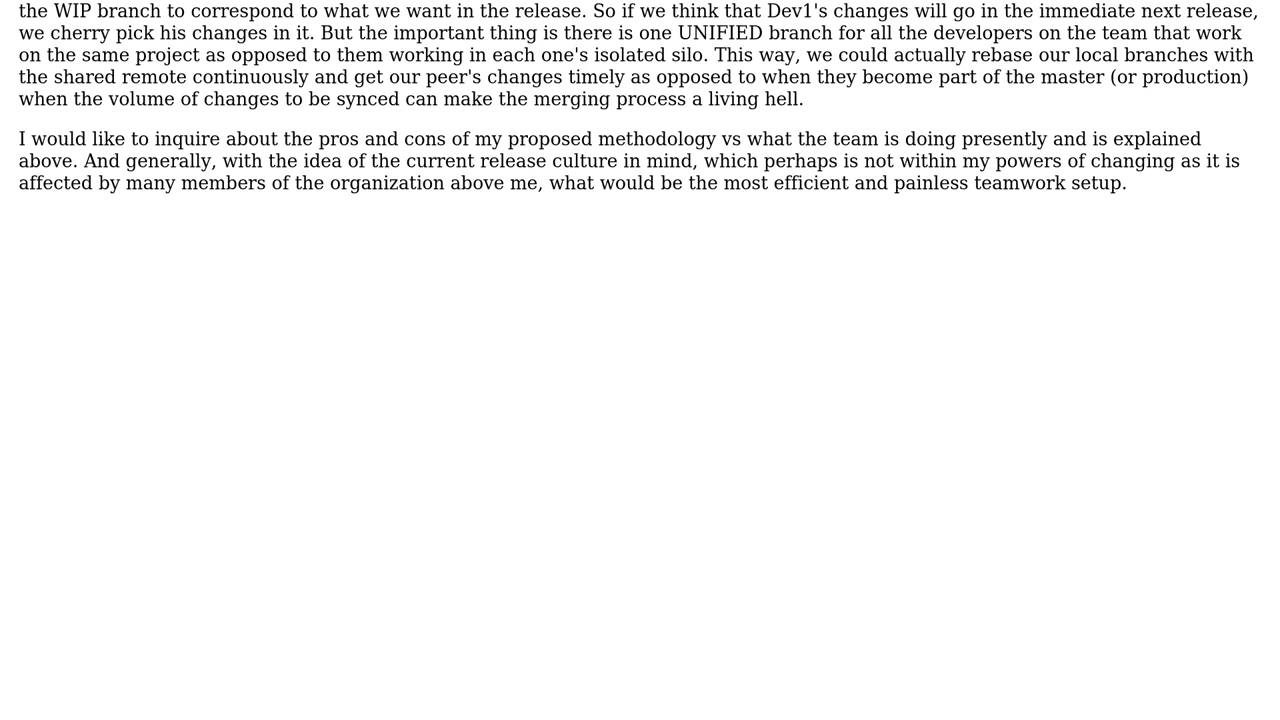 the WIP branch to correspond to what we want in the release. So if we think that Dev1's changes will go in the immediate next release,
we cherry pick his changes in it. But the important thing is there is one UNIFIED branch for all the developers on the team that work
on the same project as opposed to them working in each one's isolated silo. This way, we could actually rebase our local branches with
the shared remote continuously and get our peer's changes timely as opposed to when they become part of the master (or production)
when the volume of changes to be synced can make the merging process a living hell.
I would like to inquire about the pros and cons of my proposed methodology vs what the team is doing presently and is explained
above. And generally, with the idea of the current release culture in mind, which perhaps is not within my powers of changing as it is
affected by many members of the organization above me, what would be the most efficient and painless teamwork setup.